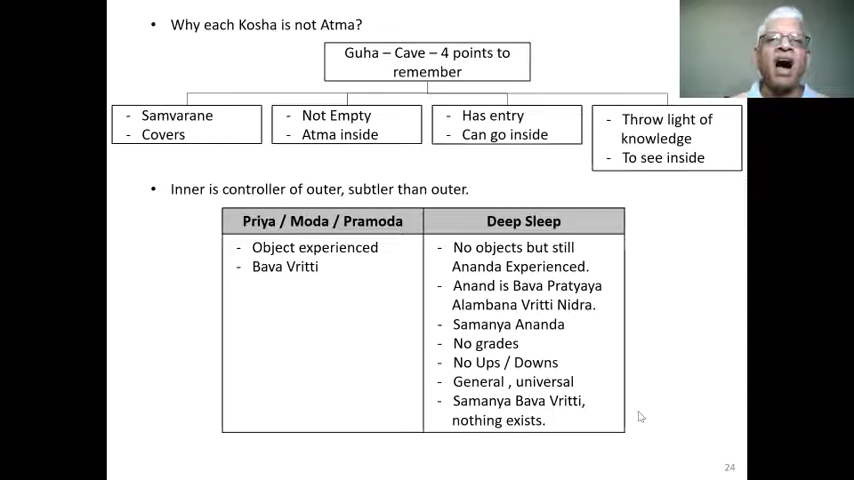 • Why each Kosha is not Atma?
Guha – Cave – 4 points to
remember
- Samvarane
- Covers
- Not Empty
- Atma inside
- Has entry
- Can go inside
- Throw light of
knowledge
- To see inside
• Inner is controller of outer, subtler than outer.
Priya / Moda / Pramoda
- Object experienced
- Bava Vritti
Deep Sleep
- No objects but still
Ananda Experienced.
- Anand is Bava Pratyaya
Alambana Vritti Nidra.
- Samanya Ananda
- No grades
- No Ups / Downs
- General , universal
- Samanya Bava Vritti,
nothing exists.
24